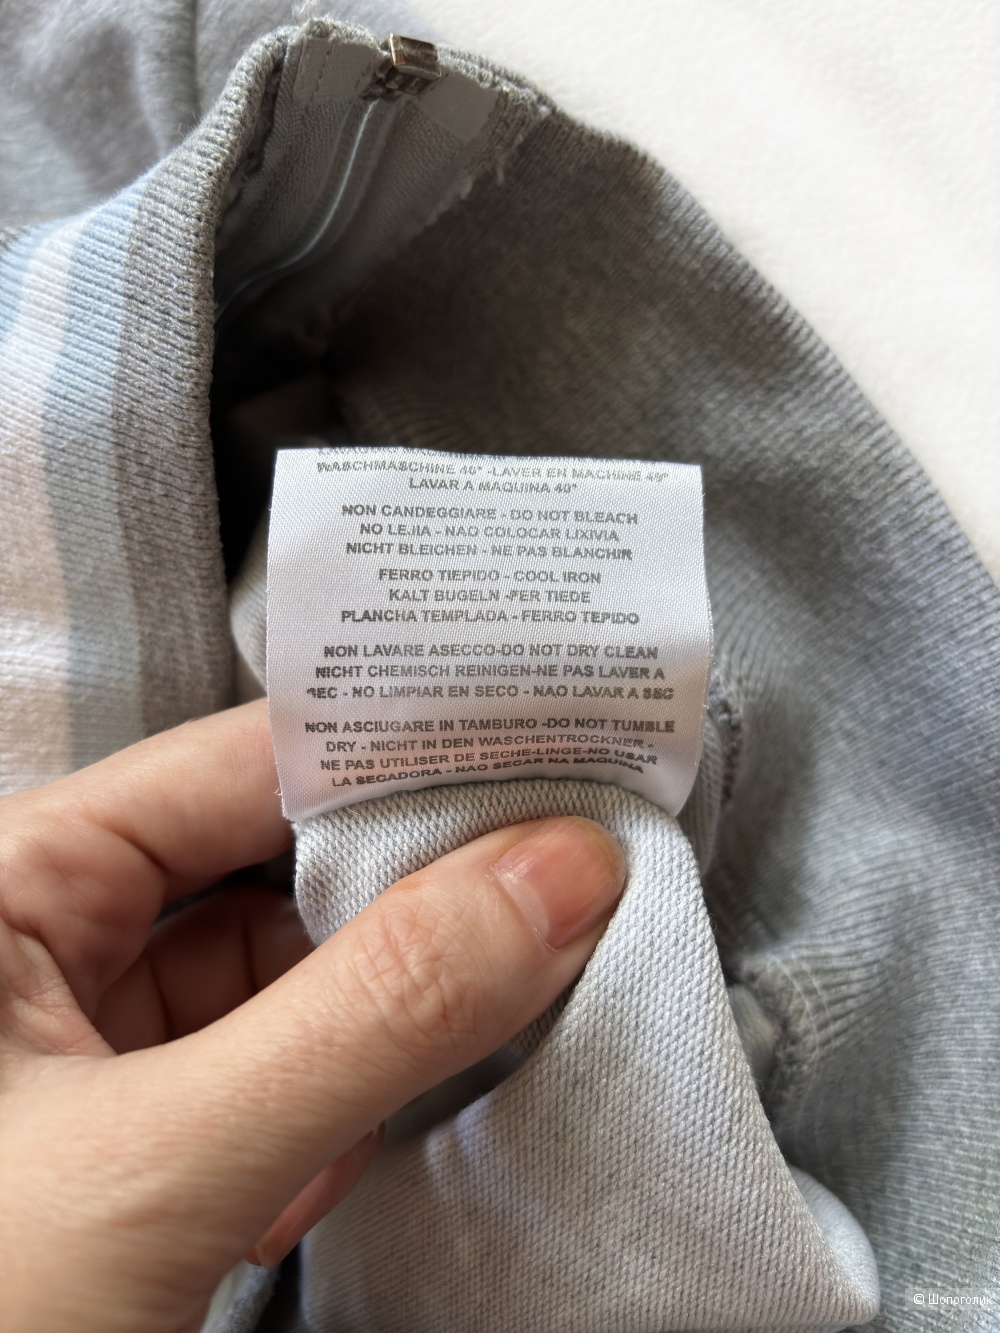 WASCHMASCHINE 40° -LAVER EN MACHINE 40°
LAVAR A MAQUINA 40°
NON CANDEGGIARE - DO NOT BLEACH
NO LEJIA - NAO COLOCAR LIXIVIA
NICHT BLEICHEN - NE PAS BLANCHIR
FERRO TIEPIDO - COOL IRON
KALT BUGELN -FER TIEDE
PLANCHA TEMPLADA - FERRO TEPIDO
NON LAVARE ASECCO-DO NOT DRY CLEAN
NICHT CHEMISCH REINIGEN-NE PAS LAVER A
SEC - NO LIMPIAR EN SECO - NAO LAVAR A SEC
NON ASCIUGARE IN TAMBURO -DO NOT TUMBLE
DRY - NICHT IN DEN WASCHENTROCKNER -
NE PAS UTILISER DE SECHE-LINGE-NO USAR
LA SECADORA - NAO SECAR NA MAQUINA
© Шопоголик